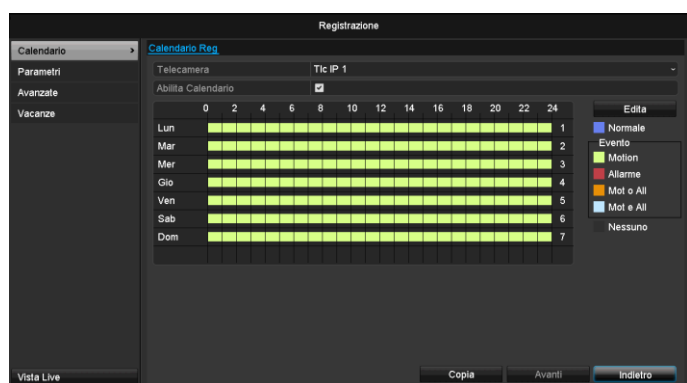 Registrazione
Calendario >
Parametri
Avanzate
Vacanze
Vista Live
Calendario Reg
Telecamera Tlc IP 1
Abilita Calendario
0 2 4 6 8 10 12 14 16 18 20 22 24
Lun 1
Mar 2
Mer 3
Gio 4
Ven 5
Sab 6
Dom 7
Edita
Normale
Evento
Motion
Allarme
Mot o All
Mot e All
Nessuno
Copia Avanti Indietro